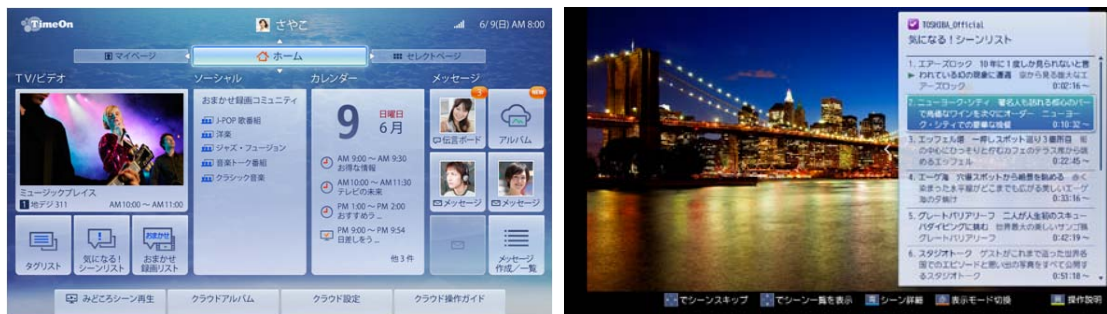 TimeOn
さやこ
6/9(日) AM 8:00
マイページ
ホーム
セレクトページ
TV/ビデオ
ソーシャル
カレンダー
メッセージ
ミュージックプレイス
1 地デジ 311 AM10:00 ～ AM11:00
タグリスト
気になる!
シーンリスト
おまかせ
おまかせ
録画リスト
おまかせ録画コミュニティ
J-POP 歌番組
洋楽
ジャズ・フュージョン
音楽トーク番組
クラシック音楽
9
日曜日
6月
AM 9:00 ～ AM 9:30
お得な情報
AM10:00 ～ AM11:30
テレビの未来
PM 1:00 ～ PM 2:00
おすすめラ…
PM 9:00 ～ PM 9:54
日差しをう…
他3件
3
伝言ボード
NEW
アルバム
メッセージ
メッセージ
メッセージ
作成/一覧
みどころシーン再生
クラウドアルバム
クラウド設定
クラウド操作ガイド
TOSHIBA_Official
気になる!シーンリスト
1. エアーズロック 10年に1度しか見られないと言
われている幻の現象に遭遇 空から見る雄大なエ
アーズロック 0:02:16～
2. ニューヨーク・シティ 著名人も訪れる都心のバー
で高価なワインを次々にオーダー ニューヨー
ク・シティでの豪華な晩餐 0:10:32～
3. エッフェル塔 一押しスポット巡り3番所目 街
の中心にひっそりと佇むカフェのテラス席から眺
めるエッフェル 0:22:45～
4. エーゲ海 穴場スポットから絶景を眺める 赤く
染まった水平線がどこまでも広がる美しいエーゲ
海の夕焼け 0:33:16～
5. グレートバリアリーフ 二人が人生初のスキュー
バダイビングに挑む 世界最大の美しいサンゴ礁
グレートバリアリーフ 0:42:19～
6. スタジオトーク ゲストがこれまで巡った世界各
国でのエピソードと思い出の写真をすべて公開す
るスタジオトーク 0:51:18～
でシーンスキップ
でシーン一覧を表示
シーン詳細
表示モード切換
操作説明